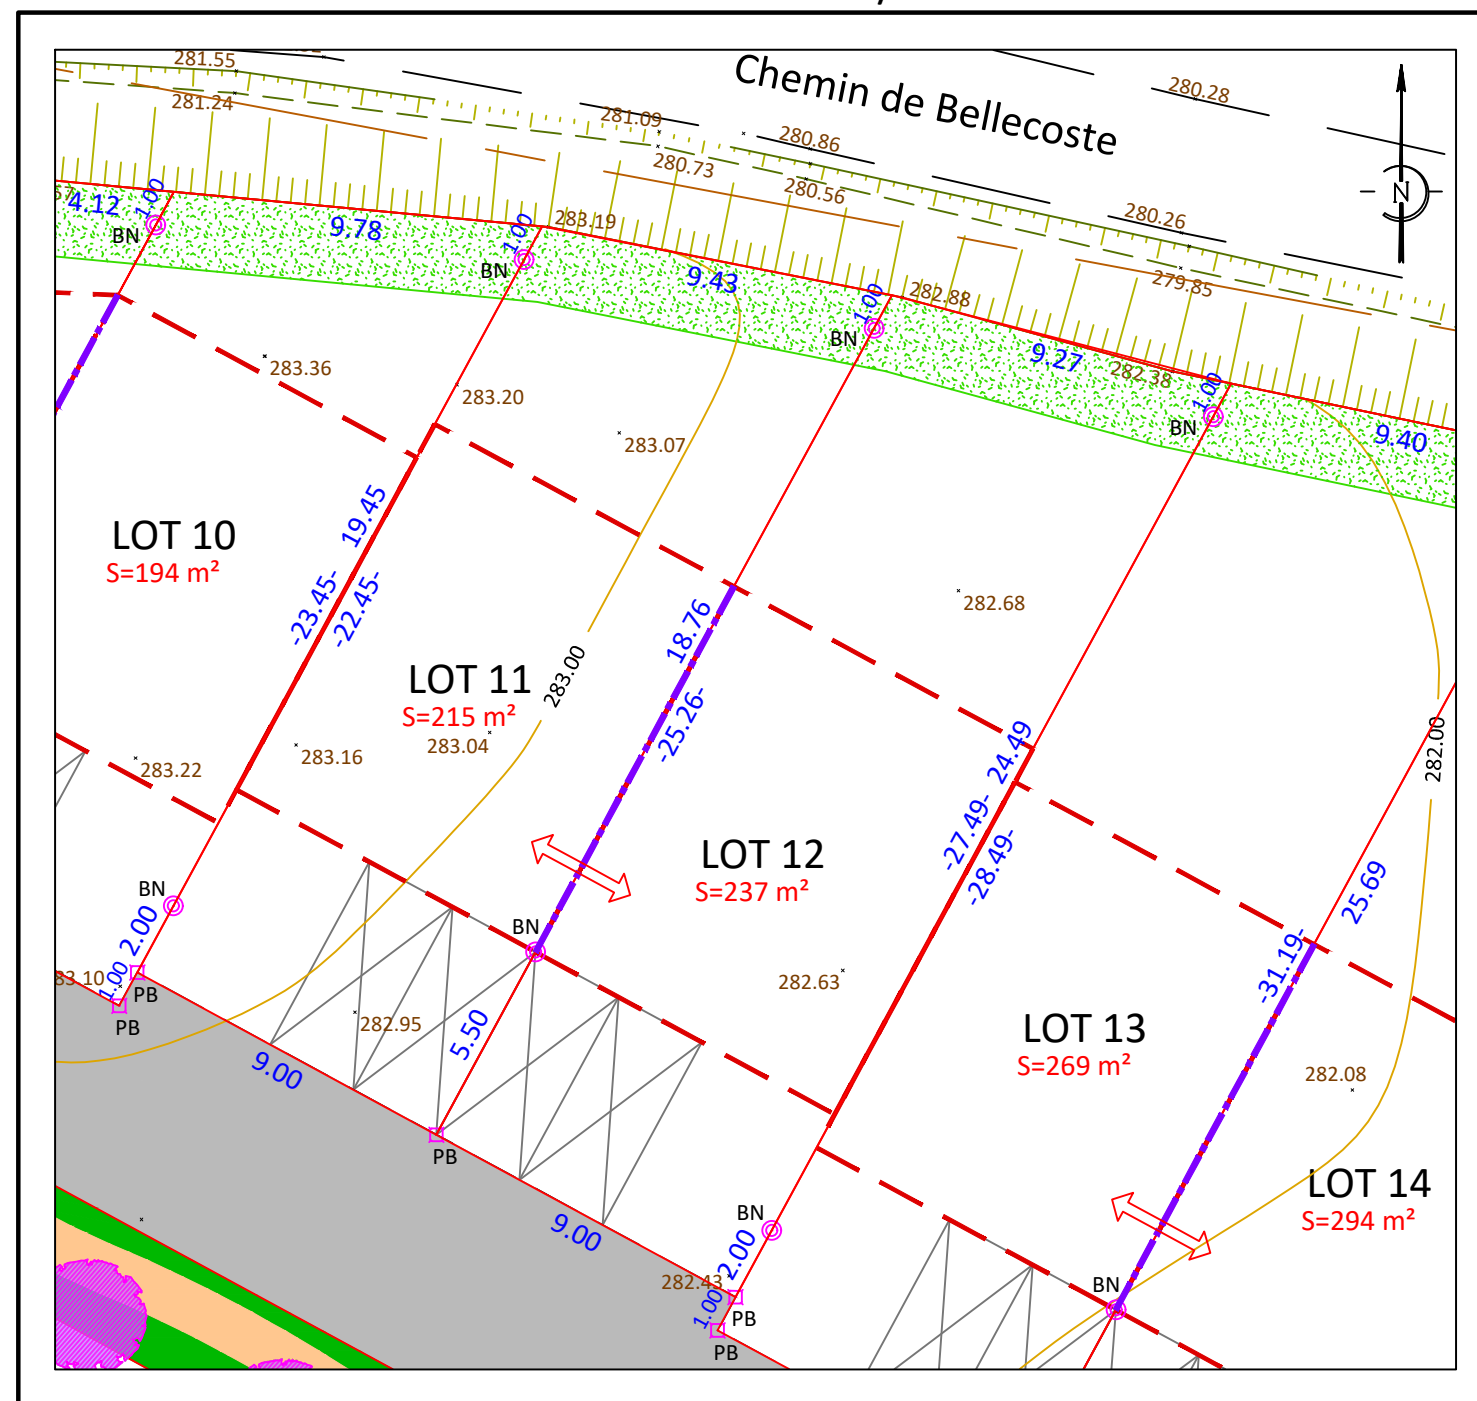 281.55
281.24
Chemin de Bellecoste
280.28
281.09
280.86
280.73
280.56
280.26
279.85
N
4.12
1.00
BN
9.78
1.00
283.19
BN
9.43
1.00
282.88
BN
9.27
282.38
1.00
BN
9.40
283.36
283.20
283.07
LOT 10
S=194 m²
19.45
-23.45-
-22.45-
282.68
18.76
-25.26-
LOT 11
S=215 m²
283.04
283.00
283.22
283.16
24.49
-27.49-
-28.49-
282.00
LOT 12
S=237 m²
25.69
-31.19-
BN
2.00
1.00
83.10
PB
PB
BN
282.95
5.50
9.00
282.63
LOT 13
S=269 m²
282.08
PB
LOT 14
S=294 m²
9.00
BN
2.00
282.43
1.00
PB
PB
BN